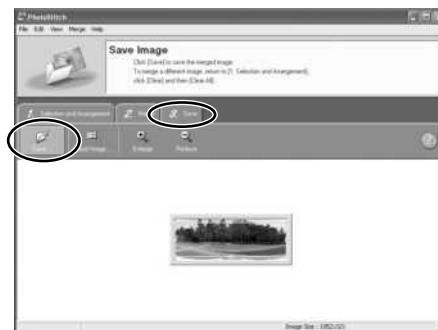 PhotoStitch
File Edit View Merge Help
Save Image
Click [Save] to save the merged image.
To merge a different image, return to [1. Selection and Arrangement],
click [Clear] and then [Clear All].
1. Selection and Arrangement 2. 3. Save
Save Image Enlarge Reduce
Image Size :